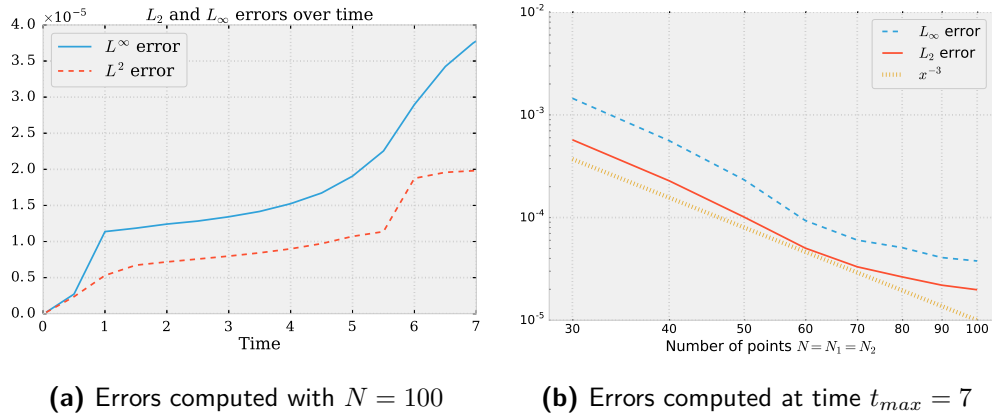 L₂ and L∞ errors over time
×10⁻⁵
4.0
3.5
3.0
2.5
2.0
1.5
1.0
0.5
0.0
L^∞ error
L² error
0 1 2 3 4 5 6 7
Time
(a) Errors computed with N = 100
10⁻²
10⁻³
10⁻⁴
10⁻⁵
L∞ error
L₂ error
x⁻³
30 40 50 60 70 80 90 100
Number of points N = N₁ = N₂
(b) Errors computed at time t_max = 7